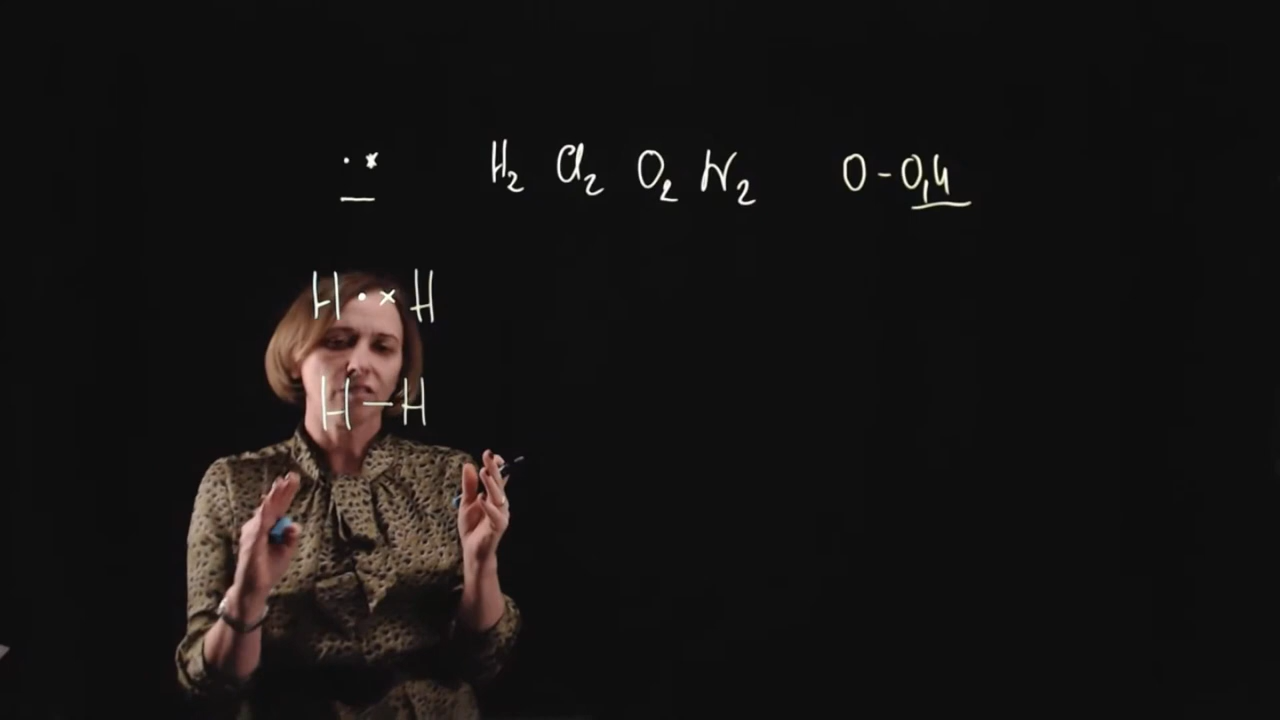 · × H₂ Cl₂ O₂ N₂ 0 - 0,4
H · × H
H — H